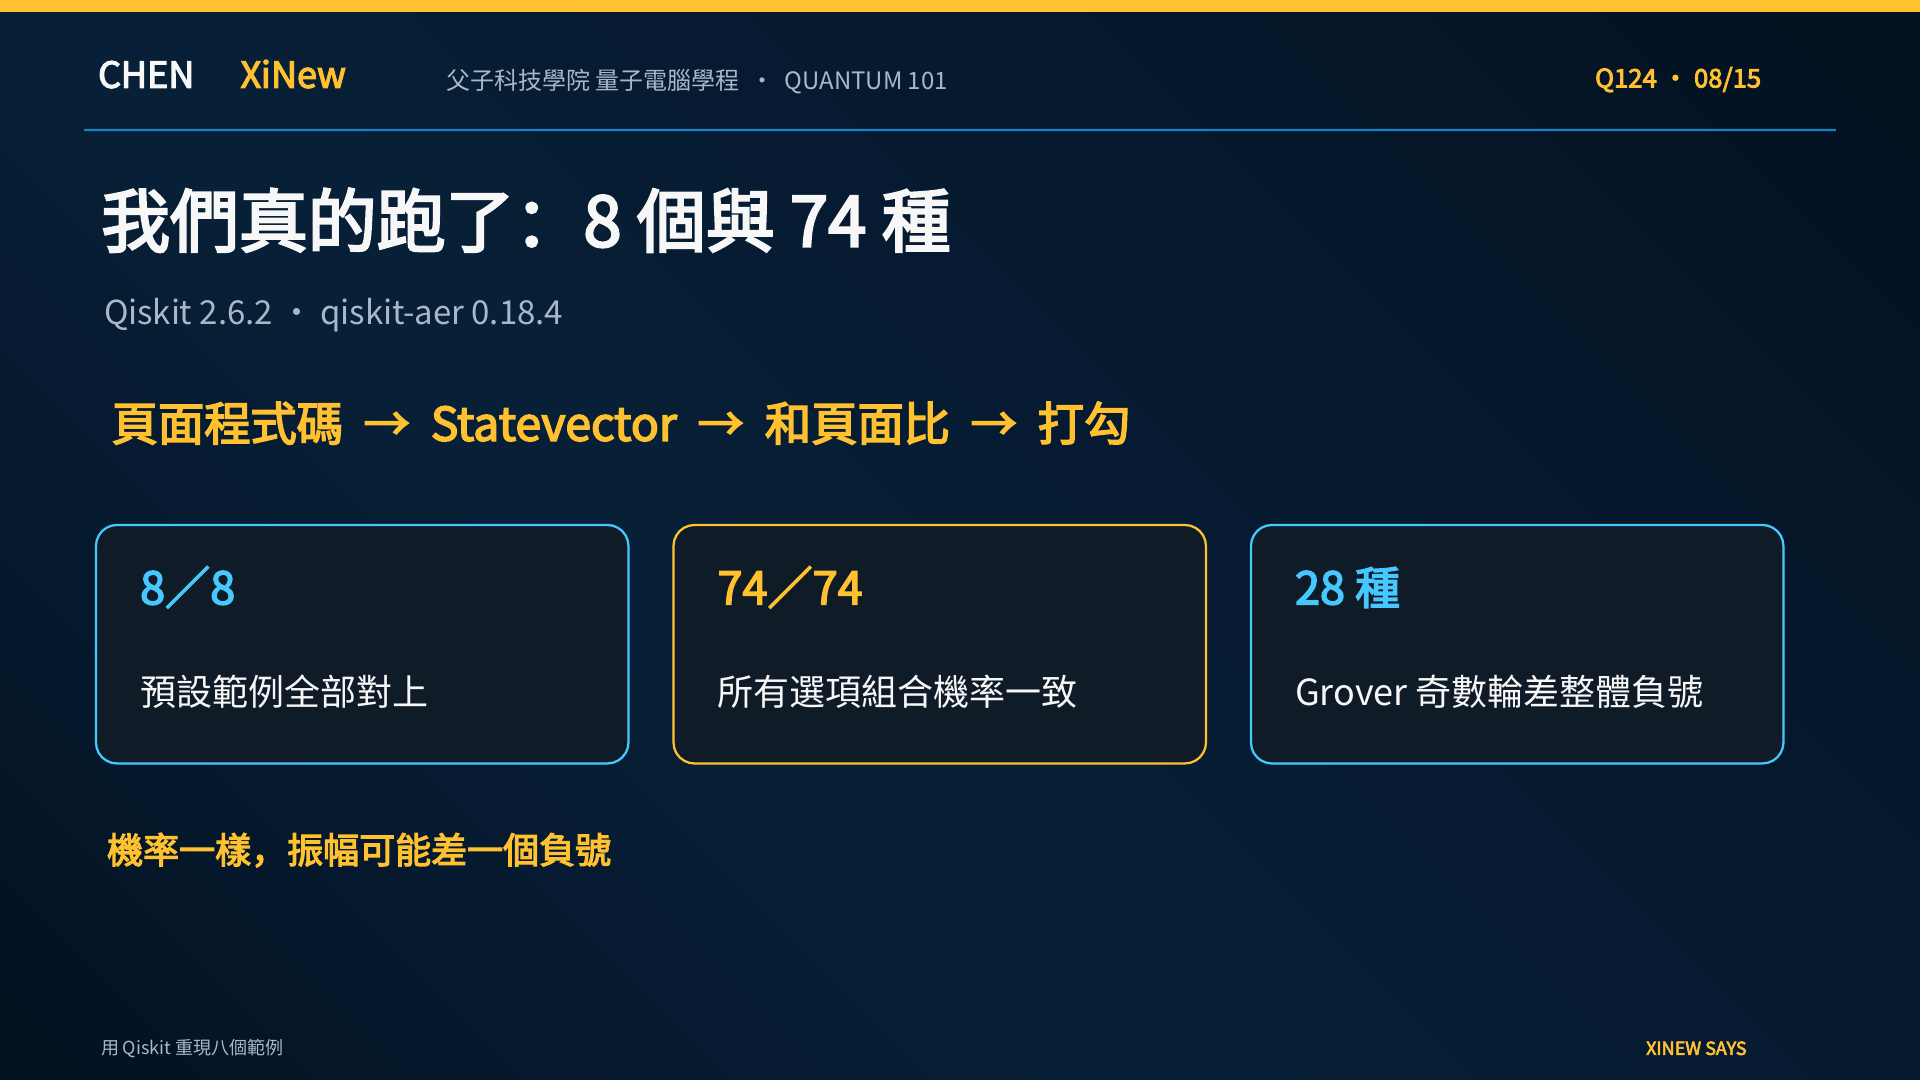 CHEN XiNew 父子科技學院 量子電腦學程 · QUANTUM 101 Q124 · 08/15
我們真的跑了：8 個與 74 種
Qiskit 2.6.2 · qiskit-aer 0.18.4
頁面程式碼 → Statevector → 和頁面比 → 打勾
8／8
預設範例全部對上
74／74
所有選項組合機率一致
28 種
Grover 奇數輪差整體負號
機率一樣，振幅可能差一個負號
用 Qiskit 重現八個範例 XINEW SAYS